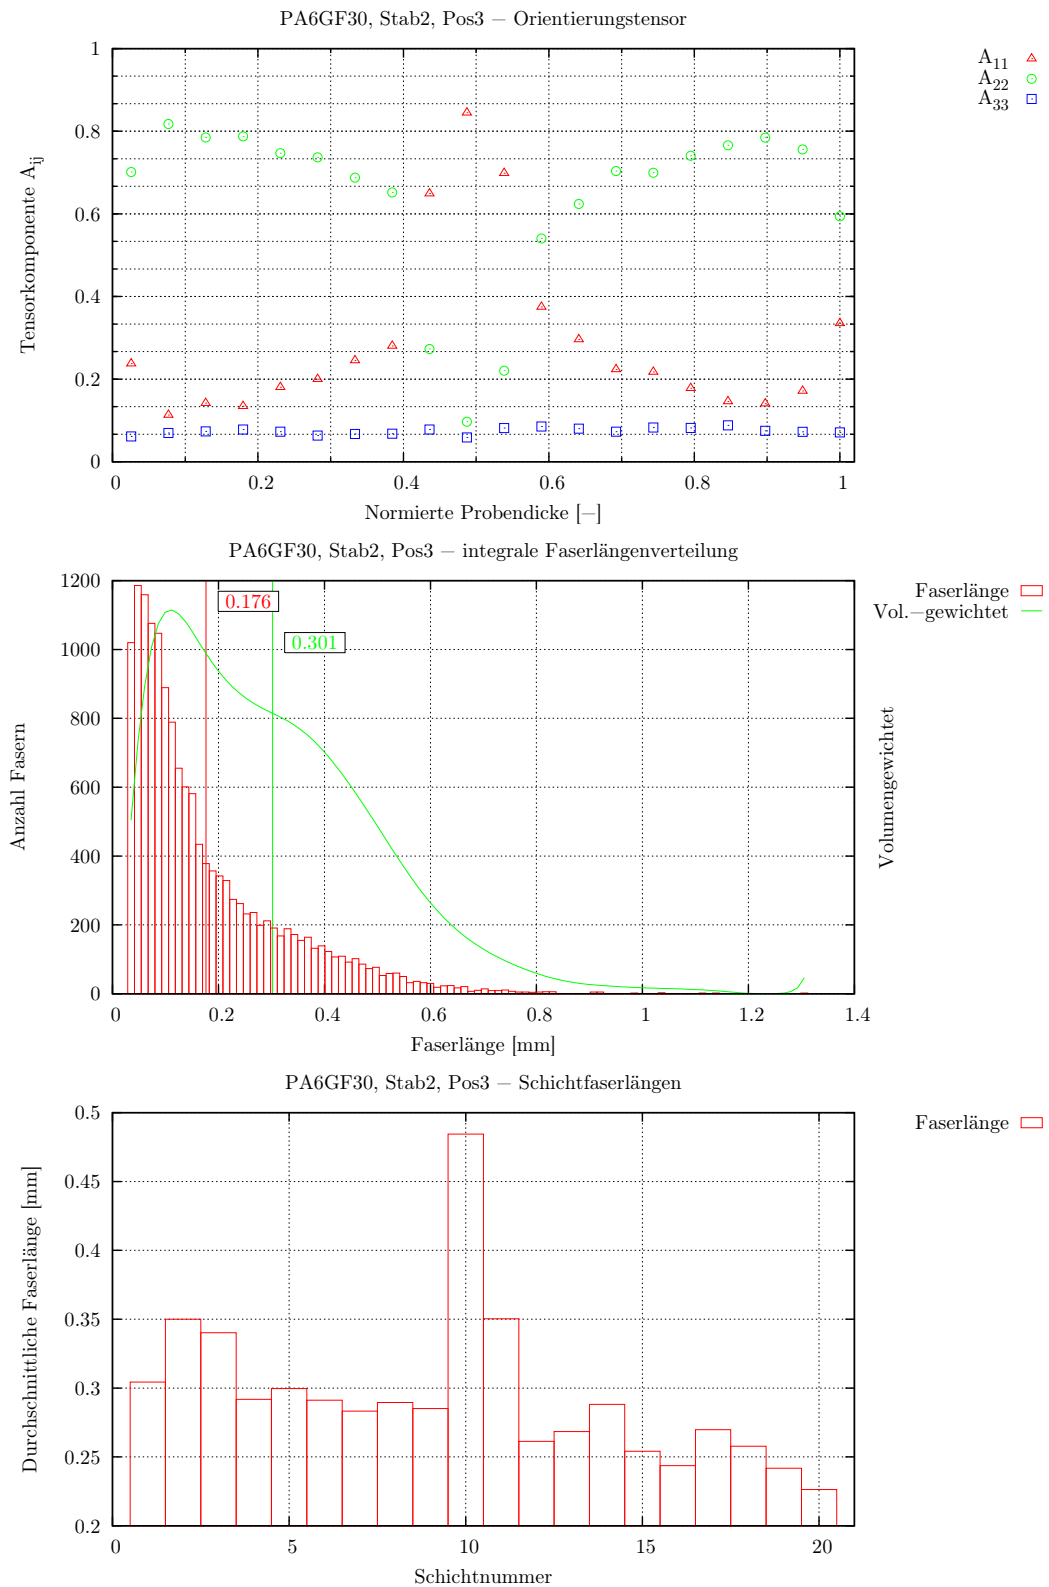 PA6GF30, Stab2, Pos3 − Orientierungstensor
A11
A22
A33
Tensorkomponente Aij
1
0.8
0.6
0.4
0.2
0
0 0.2 0.4 0.6 0.8 1
Normierte Probendicke [−]
PA6GF30, Stab2, Pos3 − integrale Faserlängenverteilung
Faserlänge
Vol.−gewichtet
0.176
0.301
Anzahl Fasern
Volumengewichtet
1200
1000
800
600
400
200
0
0 0.2 0.4 0.6 0.8 1 1.2 1.4
Faserlänge [mm]
PA6GF30, Stab2, Pos3 − Schichtfaserlängen
Faserlänge
Durchschnittliche Faserlänge [mm]
0.5
0.45
0.4
0.35
0.3
0.25
0.2
0 5 10 15 20
Schichtnummer